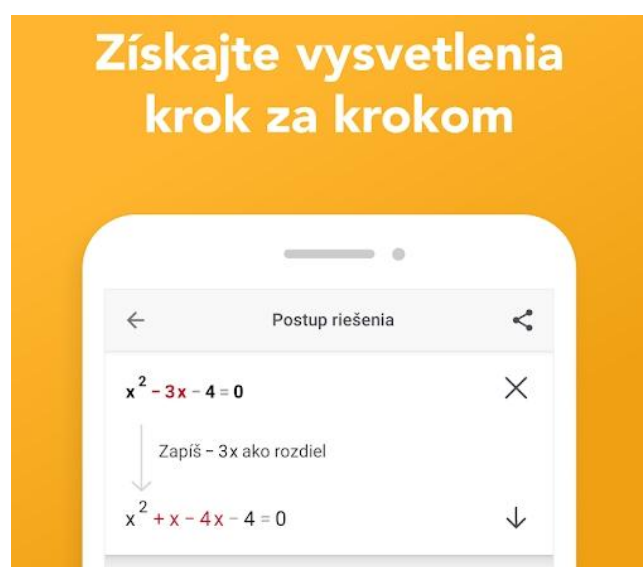 Získajte vysvetlenia
krok za krokom
Postup riešenia
x² - 3x - 4 = 0
Zapíš - 3x ako rozdiel
x² + x - 4x - 4 = 0